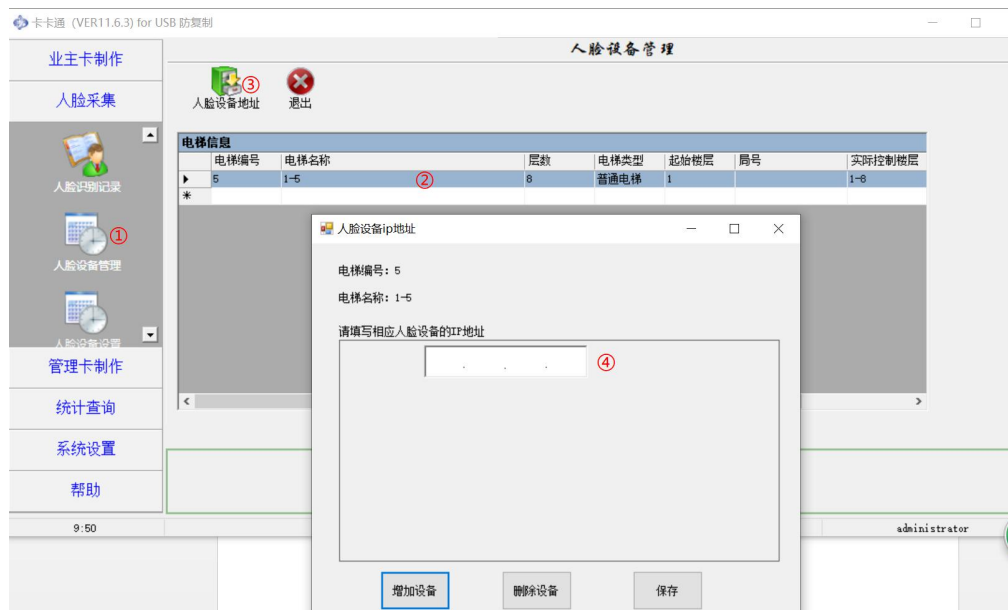 卡卡通 (VER11.6.3) for USB 防复制
业主卡制作
人脸采集
人脸识别记录
①
人脸设备管理
人脸设备设置
管理卡制作
统计查询
系统设置
帮助
人脸设备管理
③
人脸设备地址 退出
电梯信息
电梯编号 电梯名称 层数 电梯类型 起始楼层 局号 实际控制楼层
5 1-5 ② 8 普通电梯 1 1-8
人脸设备ip地址
电梯编号: 5
电梯名称: 1-5
请填写相应人脸设备的IP地址
. . . ④
增加设备 删除设备 保存
9:50 administrator